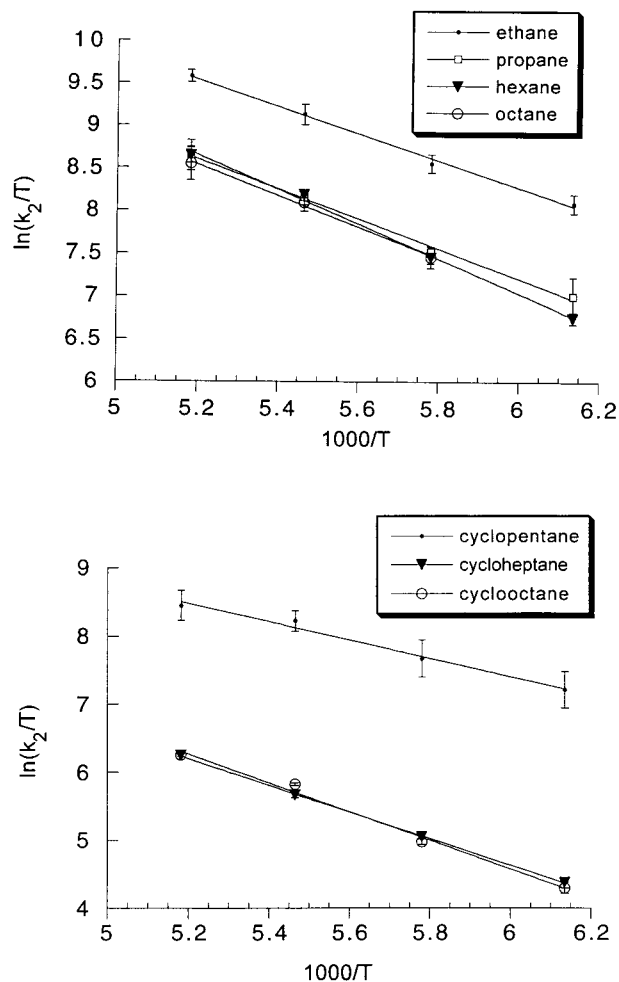 ethane
propane
hexane
octane
10
9.5
9
8.5
8
7.5
7
6.5
6
ln(k2/T)
5 5.2 5.4 5.6 5.8 6 6.2
1000/T
cyclopentane
cycloheptane
cyclooctane
9
8
7
6
5
4
ln(k2/T)
5 5.2 5.4 5.6 5.8 6 6.2
1000/T